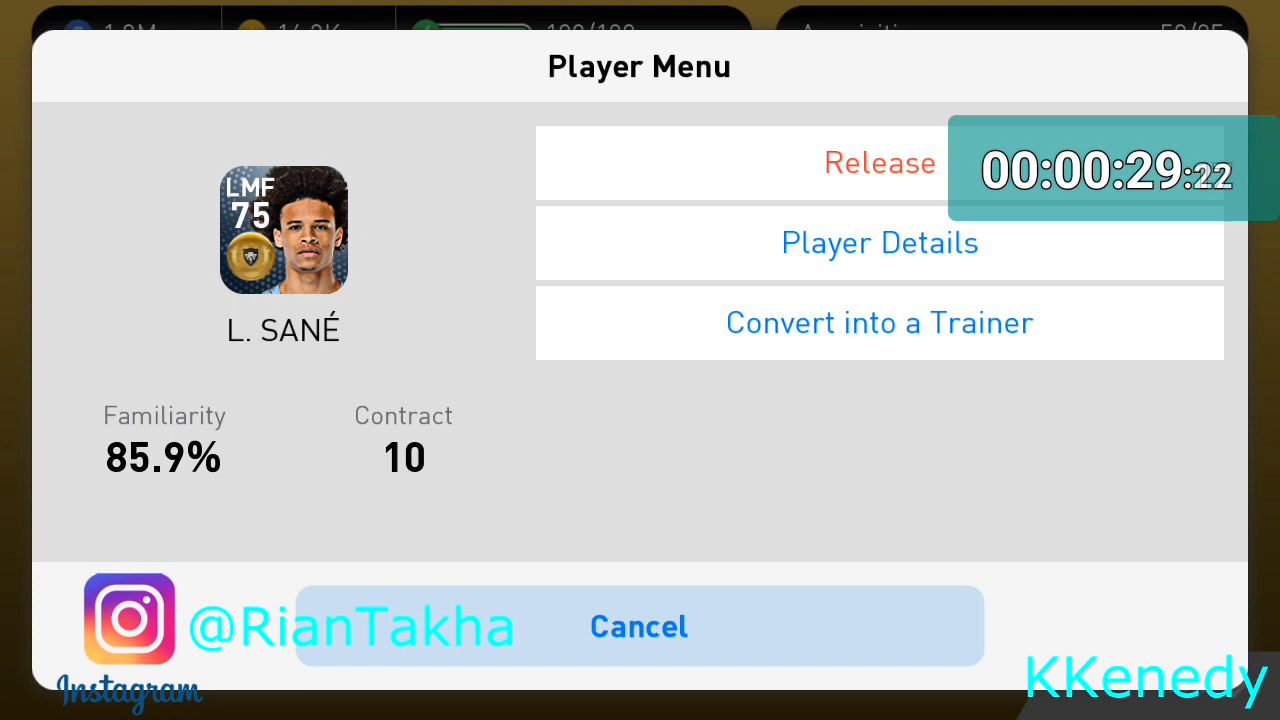 Player Menu
LMF
75
L. SANÉ
Familiarity
85.9%
Contract
10
Release
00:00:29:22
Player Details
Convert into a Trainer
@RianTakha
Cancel
Instagram
KKenedy